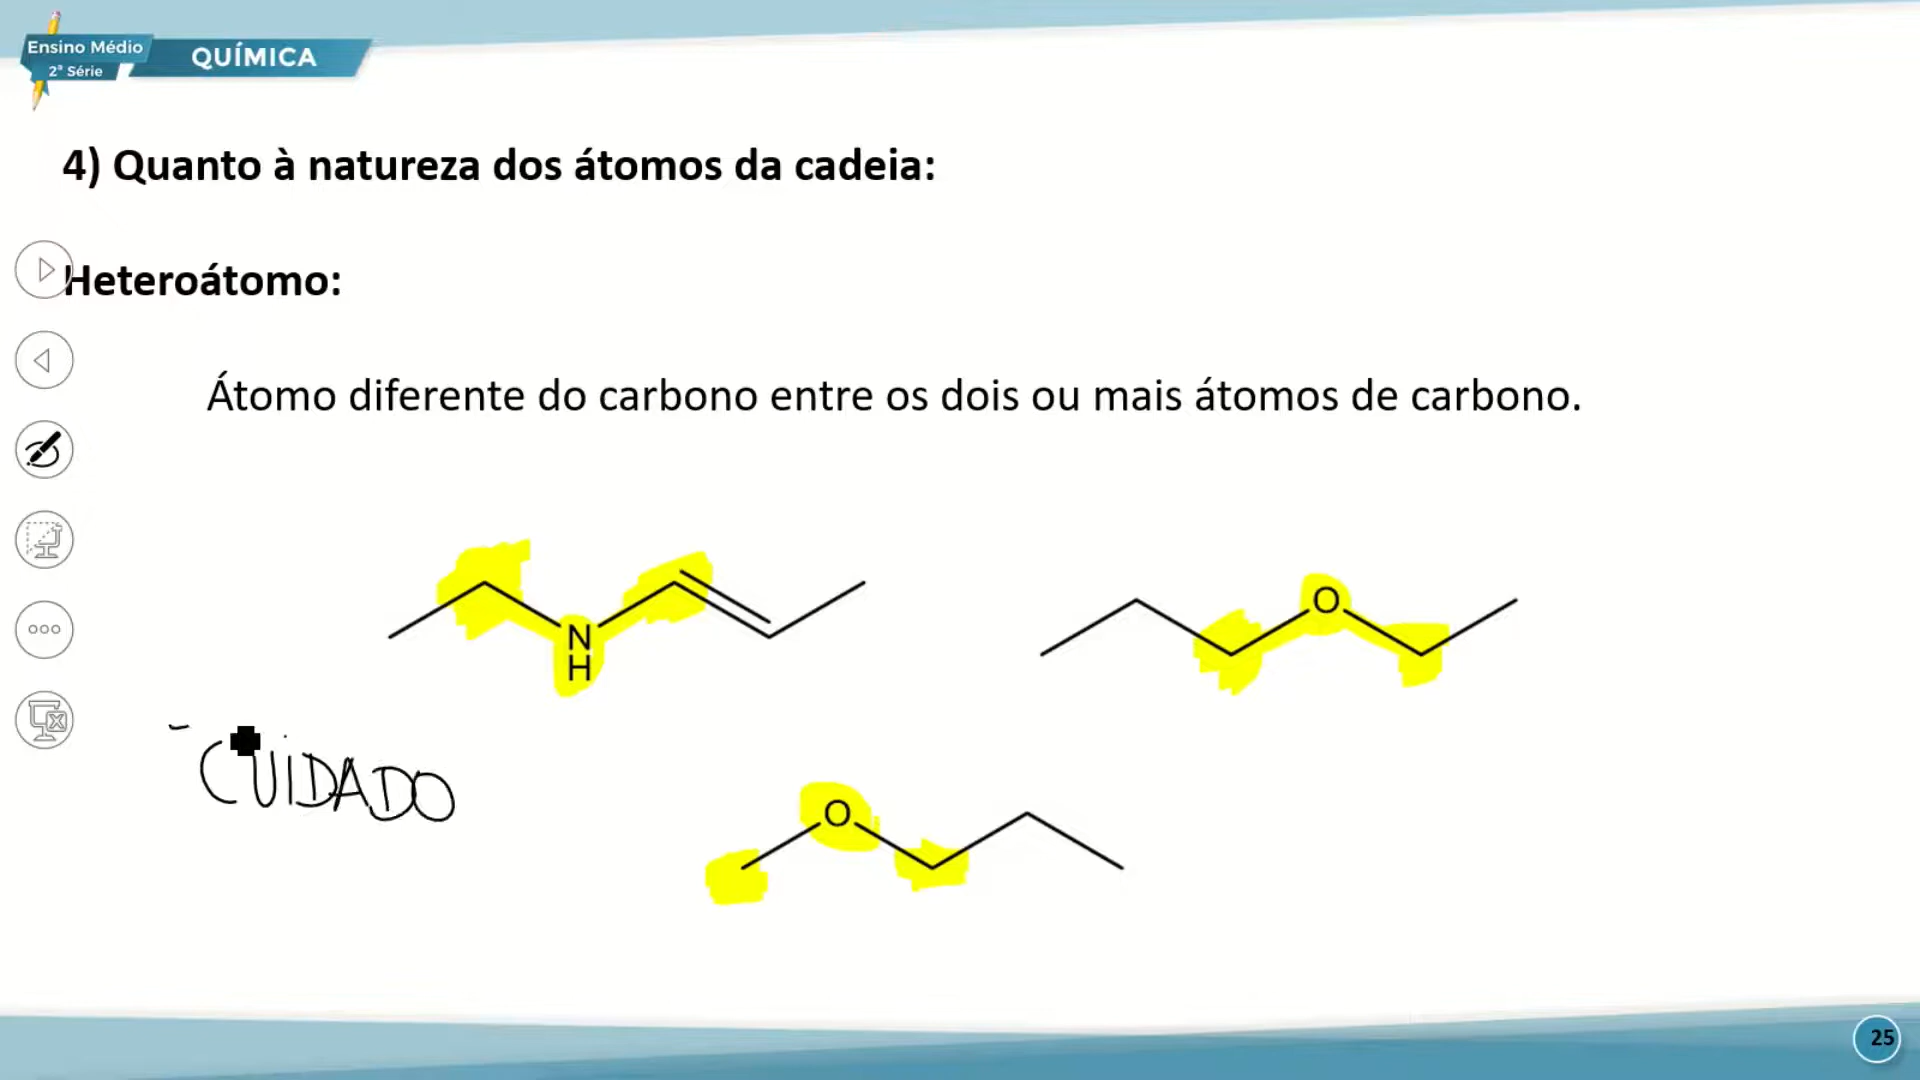 Ensino Médio
2ª Série
QUÍMICA
4) Quanto à natureza dos átomos da cadeia:
Heteroátomo:
Átomo diferente do carbono entre os dois ou mais átomos de carbono.
N
H
O
CUIDADO
O
25